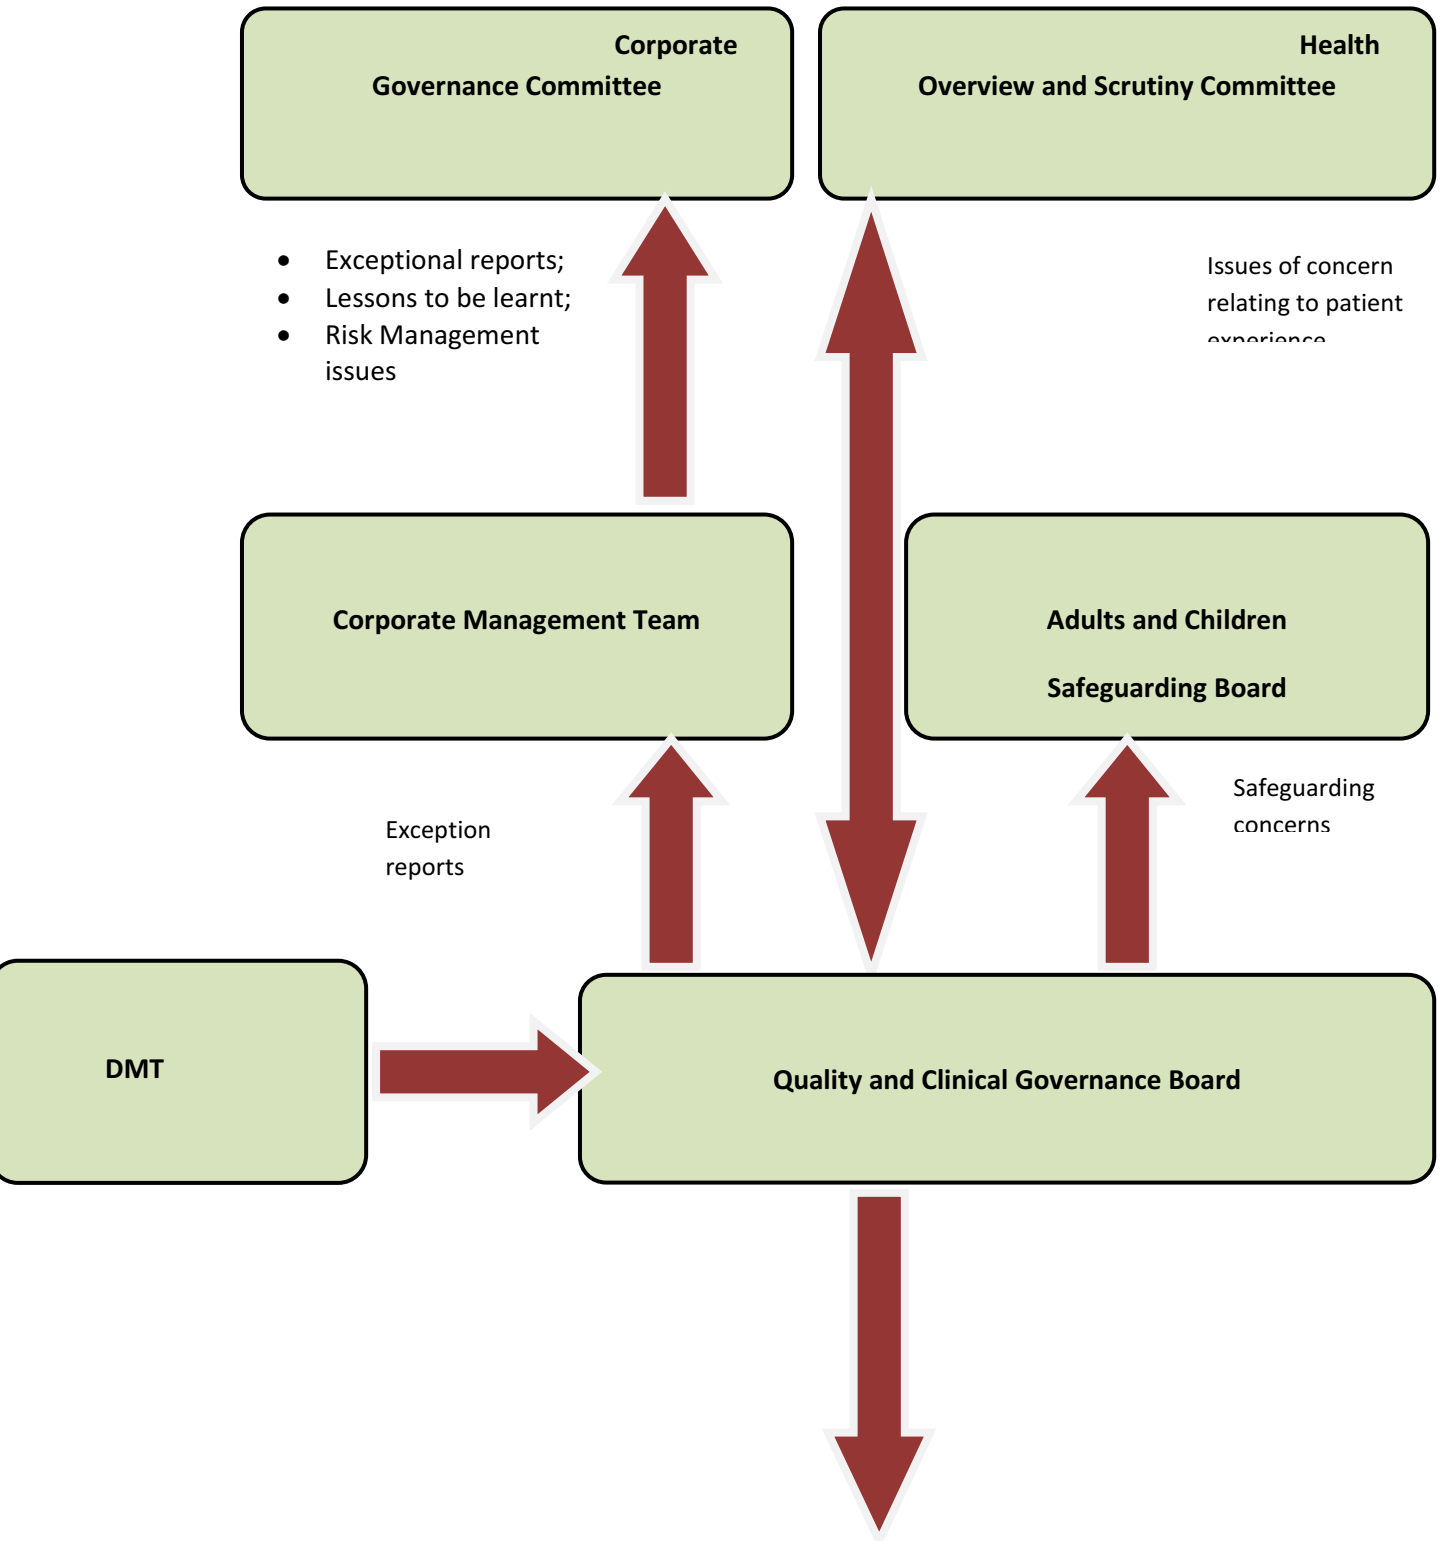 Corporate
Governance Committee
Health
Overview and Scrutiny Committee
• Exceptional reports;
• Lessons to be learnt;
• Risk Management
issues
Issues of concern
relating to patient
experience
Corporate Management Team
Adults and Children
Safeguarding Board
Exception
reports
Safeguarding
concerns
DMT
Quality and Clinical Governance Board